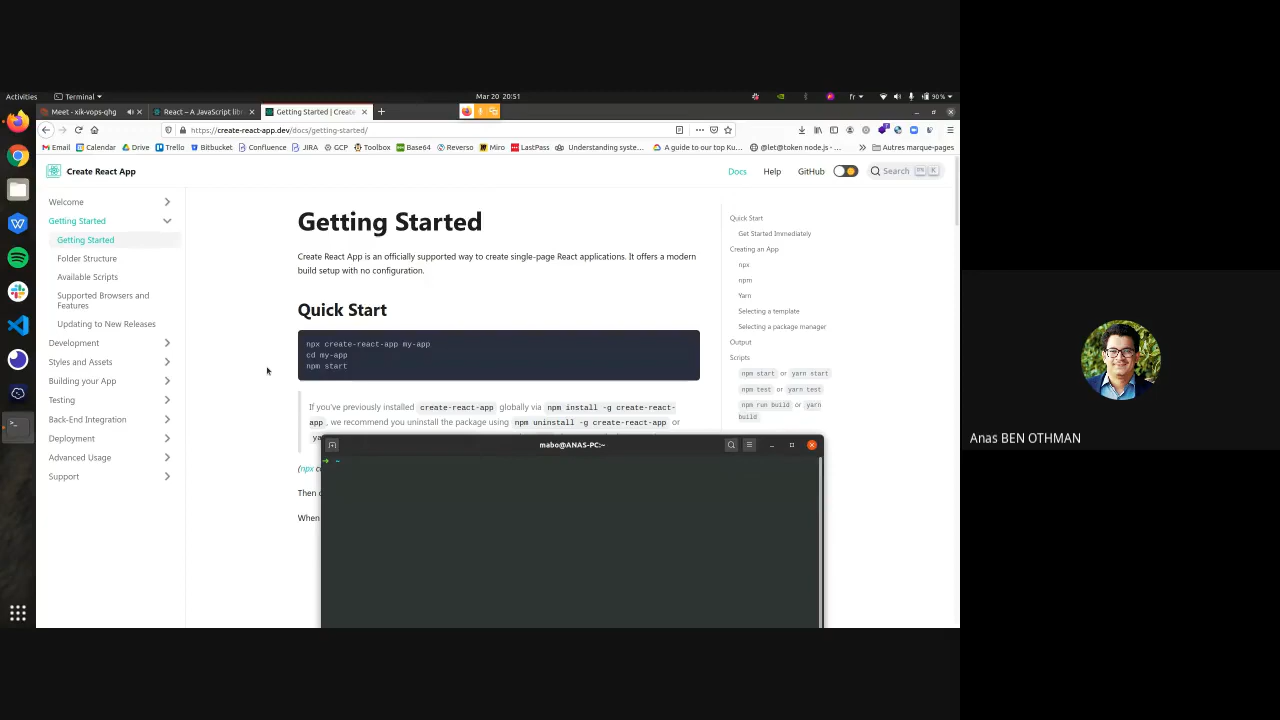 Activities
Terminal
Mar 20 20:51
fr
90 %
Meet - xik-vops-qhg
React – A JavaScript lib
Getting Started | Create
https://create-react-app.dev/docs/getting-started/
Email
Calendar
Drive
Trello
Bitbucket
Confluence
JIRA
GCP
Toolbox
Base64
Reverso
Miro
LastPass
Understanding syste...
A guide to our top Ku...
@let@token node.js -...
Autres marque-pages
Create React App
Docs
Help
GitHub
Search
K
Welcome
Getting Started
Getting Started
Folder Structure
Available Scripts
Supported Browsers and
Features
Updating to New Releases
Development
Styles and Assets
Building your App
Testing
Back-End Integration
Deployment
Advanced Usage
Support
Getting Started
Create React App is an officially supported way to create single-page React applications. It offers a modern
build setup with no configuration.
Quick Start
npx create-react-app my-app
cd my-app
npm start
If you've previously installed create-react-app globally via npm install -g create-react-
app, we recommend you uninstall the package using npm uninstall -g create-react-app or
(npx
Then
When
mabo@ANAS-PC:~
➜ ~
Quick Start
Get Started Immediately
Creating an App
npx
npm
Yarn
Selecting a template
Selecting a package manager
Output
Scripts
npm start or yarn start
npm test or yarn test
npm run build or yarn
build
Anas BEN OTHMAN